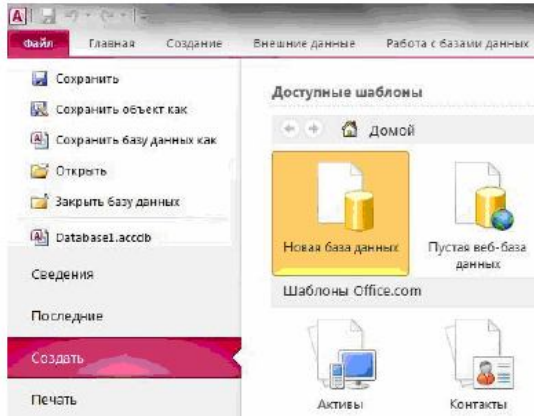 Файл Главная Создание Внешние данные Работа с базами данных
Сохранить
Сохранить объект как
Сохранить базу данных как
Открыть
Закрыть базу данных
Database1.accdb
Сведения
Последние
Создать
Печать
Доступные шаблоны
Домой
Новая база данных
Пустая веб-база
данных
Шаблоны Office.com
Активы
Контакты